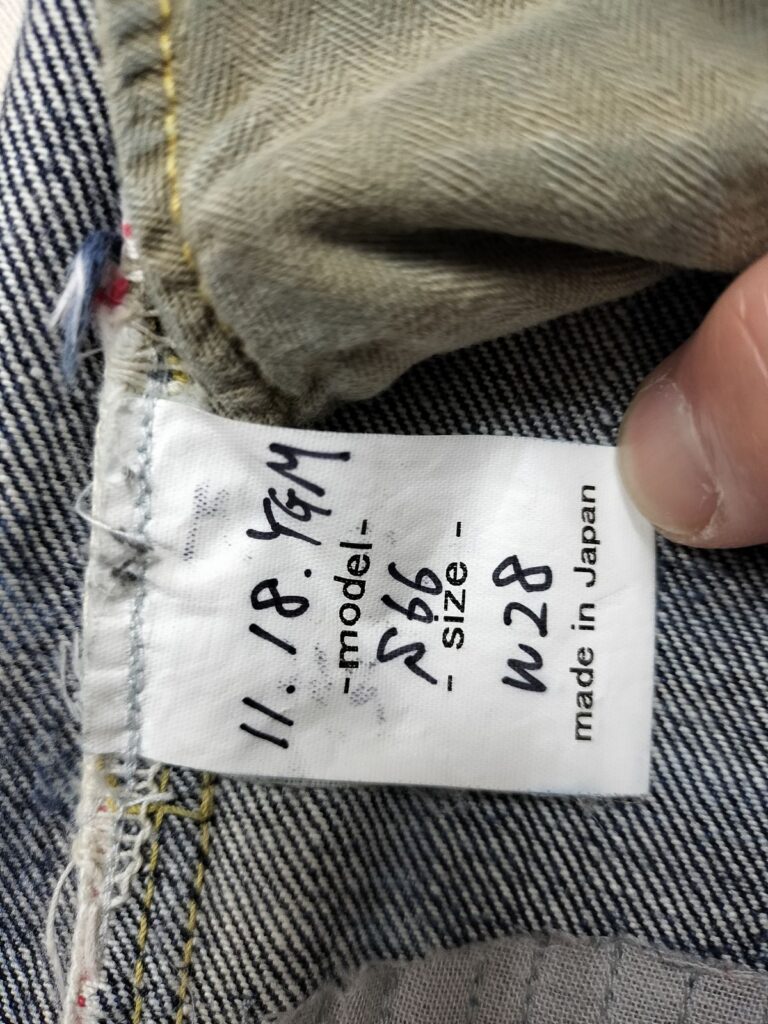 11.18.YGM
-model-
S66
- size -
W28
made in Japan